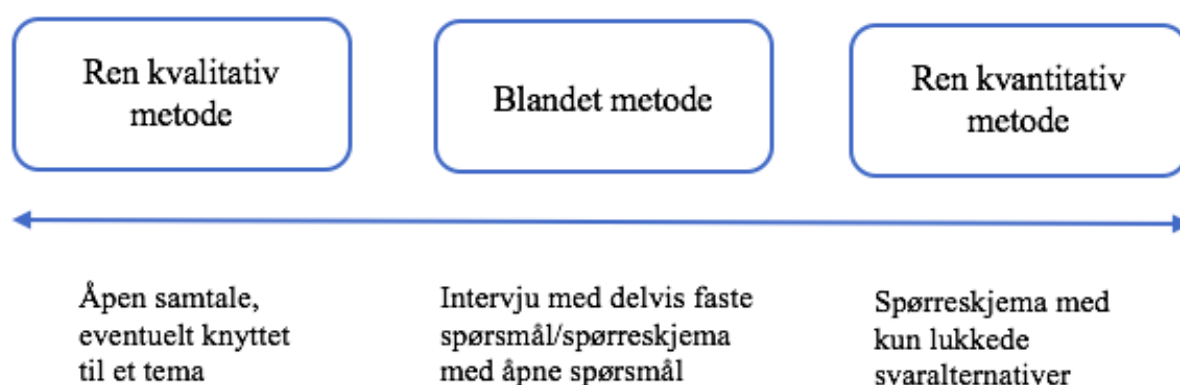 Ren kvalitativ
metode
Blandet metode
Ren kvantitativ
metode
Åpen samtale,
eventuelt knyttet
til et tema
Intervju med delvis faste
spørsmål/spørreskjema
med åpne spørsmål
Spørreskjema med
kun lukkede
svaralternativer